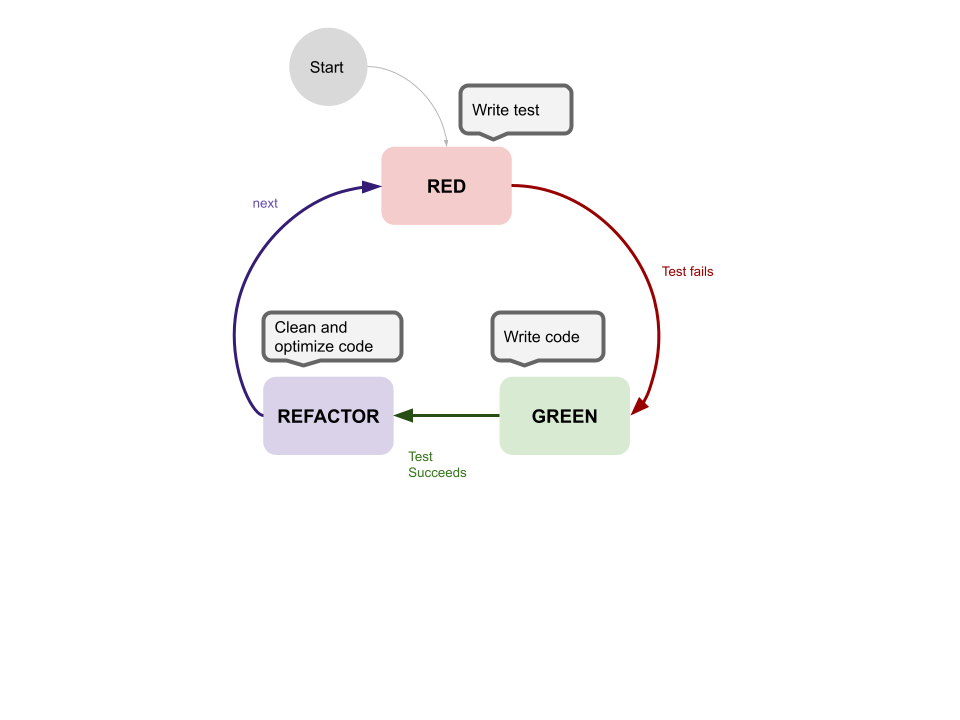 Start
Write test
RED
next
Test fails
Clean and
optimize code
Write code
REFACTOR
GREEN
Test
Succeeds